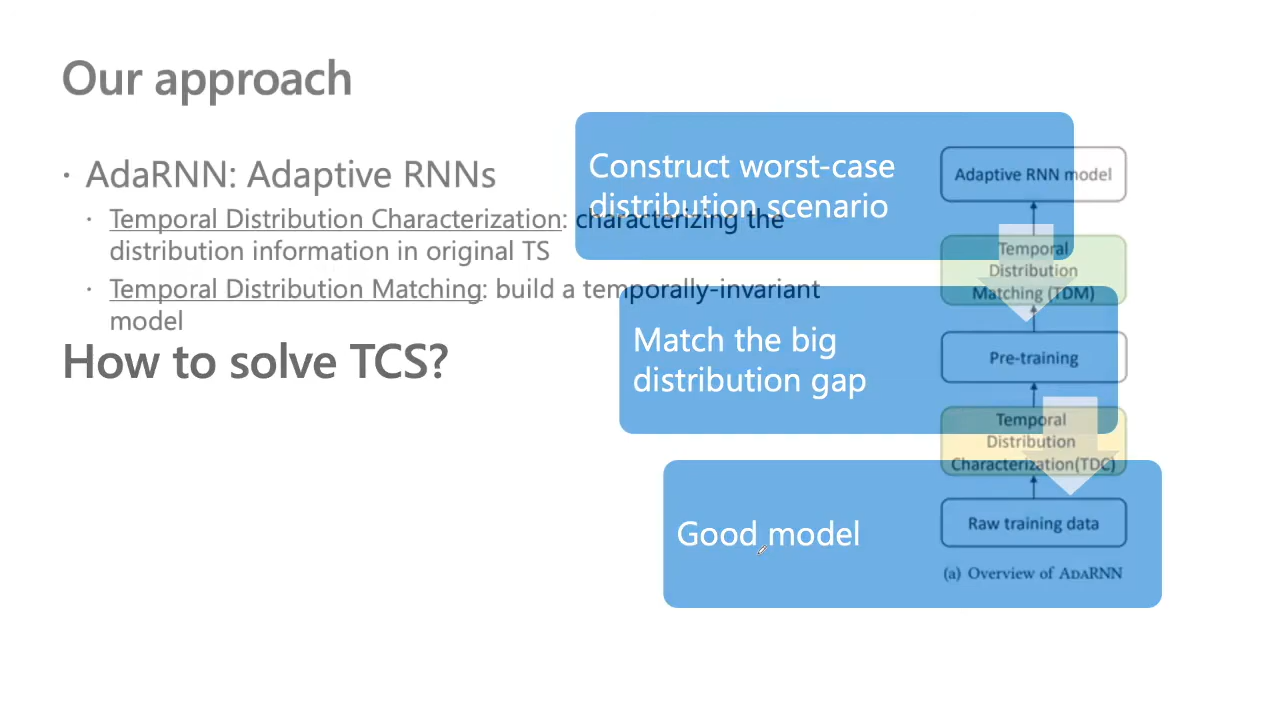 Our approach
· AdaRNN: Adaptive RNNs
· Temporal Distribution Characterization: characterizing the
distribution information in original TS
· Temporal Distribution Matching: build a temporally-invariant
model
How to solve TCS?
Construct worst-case
distribution scenario
Match the big
distribution gap
Good model
Adaptive RNN model
Temporal
Distribution
Matching (TDM)
Pre-training
Temporal
Distribution
Characterization(TDC)
Raw training data
(a) Overview of AdaRNN